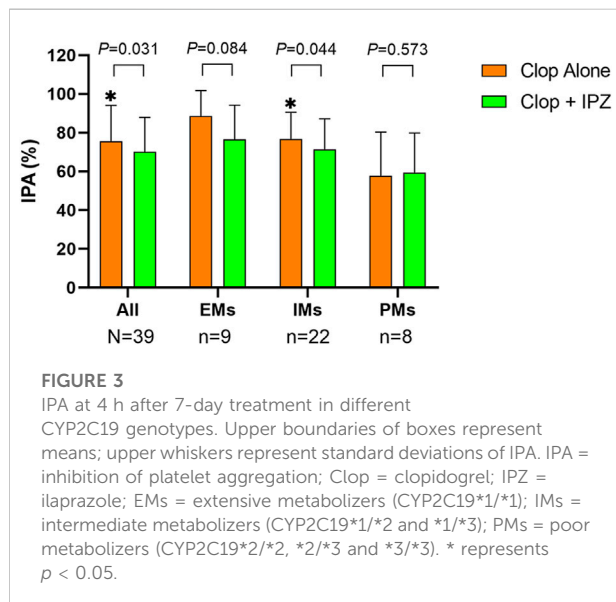 P=0.031 P=0.084 P=0.044 P=0.573
Clop Alone
Clop + IPZ
IPA (%)
120
100
80
60
40
20
0
* *
All EMs IMs PMs
N=39 n=9 n=22 n=8
FIGURE 3
IPA at 4 h after 7-day treatment in different
CYP2C19 genotypes. Upper boundaries of boxes represent
means; upper whiskers represent standard deviations of IPA. IPA =
inhibition of platelet aggregation; Clop = clopidogrel; IPZ =
ilaprazole; EMs = extensive metabolizers (CYP2C19*1/*1); IMs =
intermediate metabolizers (CYP2C19*1/*2 and *1/*3); PMs = poor
metabolizers (CYP2C19*2/*2, *2/*3 and *3/*3). * represents
p < 0.05.